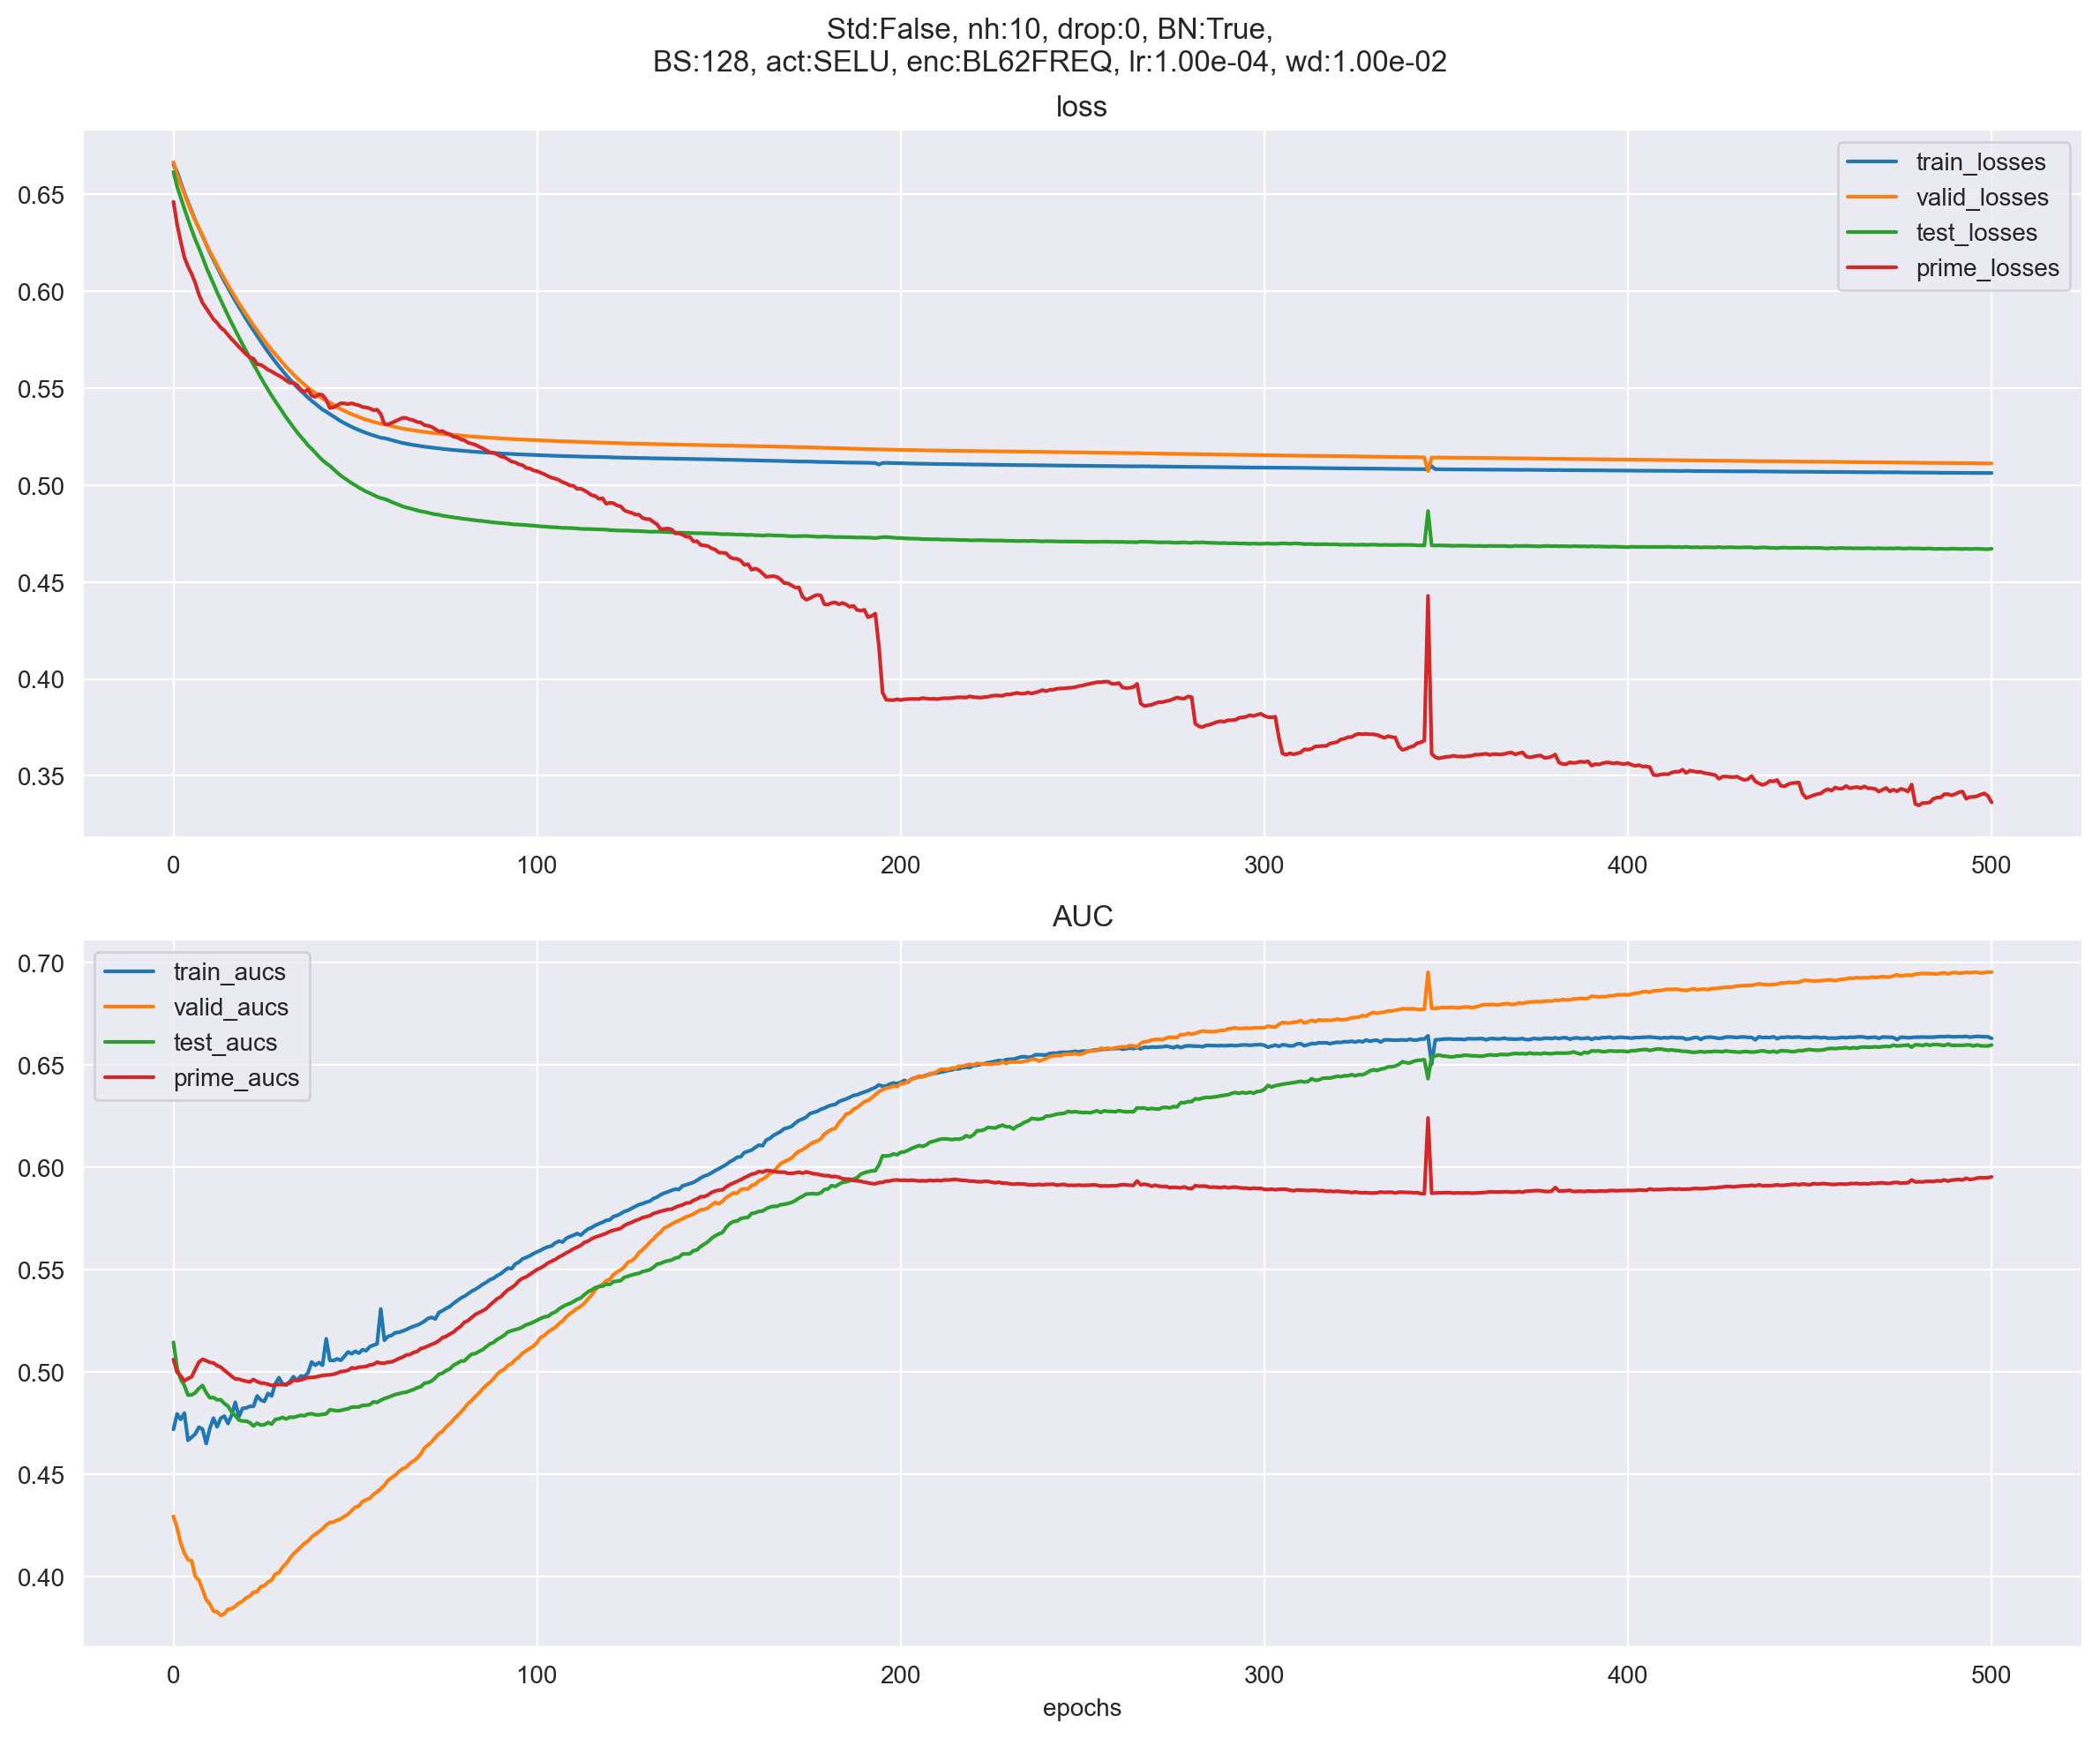 Std:False, nh:10, drop:0, BN:True,
BS:128, act:SELU, enc:BL62FREQ, lr:1.00e-04, wd:1.00e-02
loss
0.65
0.60
0.55
0.50
0.45
0.40
0.35
train_losses
valid_losses
test_losses
prime_losses
0 100 200 300 400 500
AUC
0.70
0.65
0.60
0.55
0.50
0.45
0.40
train_aucs
valid_aucs
test_aucs
prime_aucs
0 100 200 300 400 500
epochs